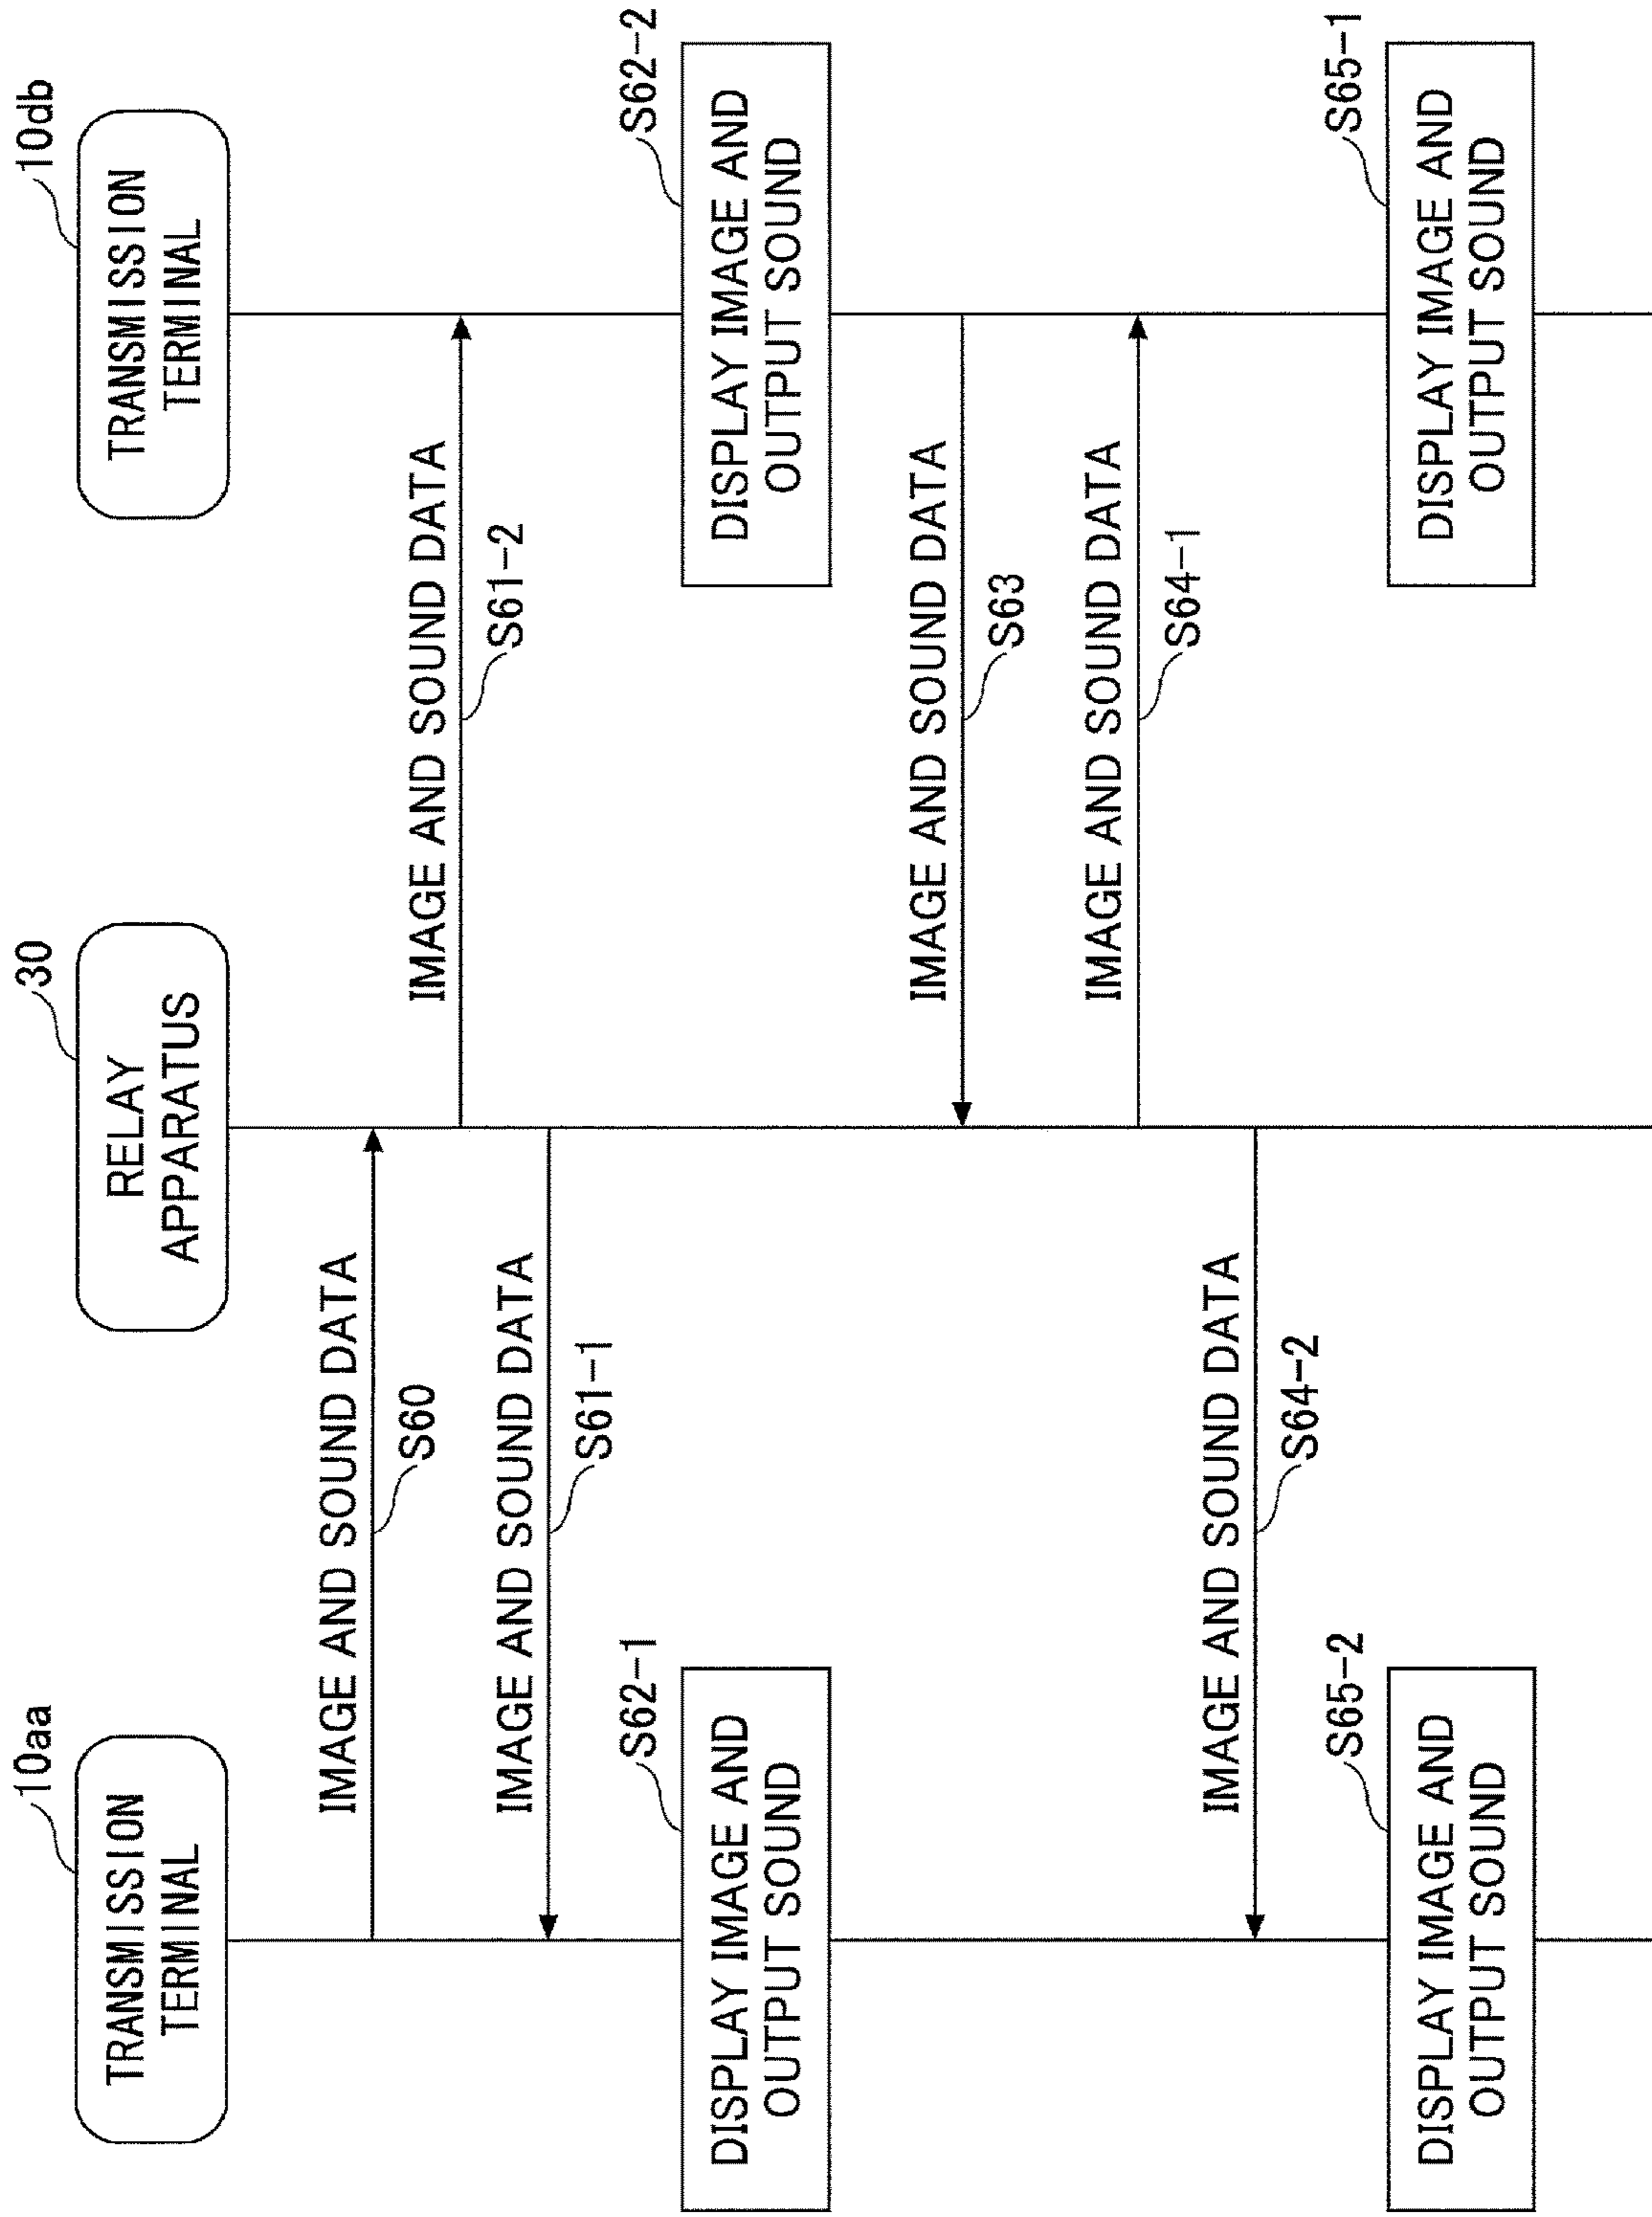 10aa
TRANSMISSION
TERMINAL
30
RELAY
APPARATUS
10db
TRANSMISSION
TERMINAL
IMAGE AND SOUND DATA
S60
IMAGE AND SOUND DATA
S61-2
IMAGE AND SOUND DATA
S61-1
S62-1
DISPLAY IMAGE AND
OUTPUT SOUND
S62-2
DISPLAY IMAGE AND
OUTPUT SOUND
IMAGE AND SOUND DATA
S63
IMAGE AND SOUND DATA
S64-1
IMAGE AND SOUND DATA
S64-2
S65-2
DISPLAY IMAGE AND
OUTPUT SOUND
S65-1
DISPLAY IMAGE AND
OUTPUT SOUND